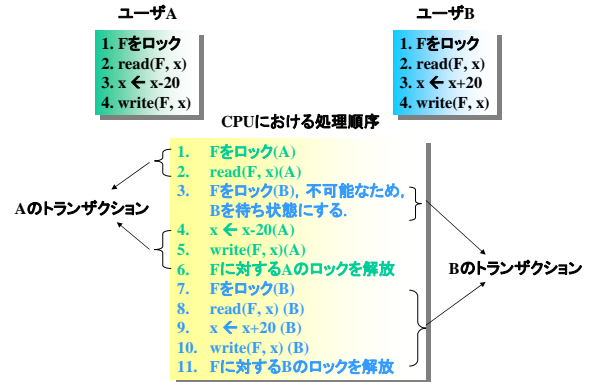 ユーザA
1. Fをロック
2. read(F, x)
3. x ← x-20
4. write(F, x)
ユーザB
1. Fをロック
2. read(F, x)
3. x ← x+20
4. write(F, x)
CPUにおける処理順序
1. Fをロック(A)
2. read(F, x)(A)
3. Fをロック(B)，不可能なため，
Bを待ち状態にする.
4. x ← x-20(A)
5. write(F, x)(A)
6. Fに対するAのロックを解放
7. Fをロック(B)
8. read(F, x) (B)
9. x ← x+20 (B)
10. write(F, x) (B)
11. Fに対するBのロックを解放
Aのトランザクション
Bのトランザクション